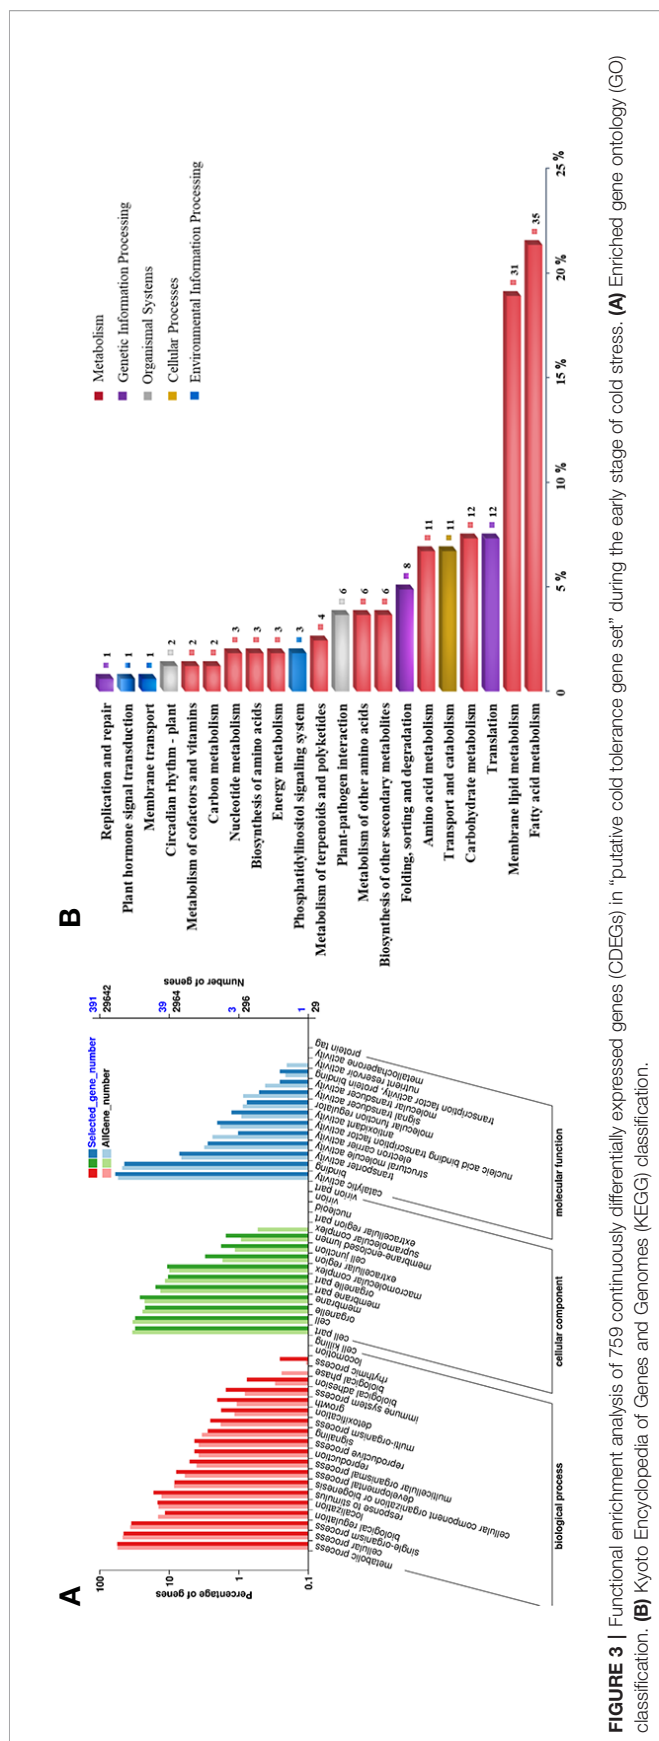 A
Selected_gene_number
AllGene_number
Percentage of genes
100
10
1
0.1
Number of genes
391
29642
39
2964
3
296
1
29
metabolic process
cellular process
single-organism process
biological regulation
localization
response to stimulus
cellular component organization or biogenesis
developmental process
multicellular organismal process
reproduction
reproductive process
signaling
multi-organism process
detoxification
growth
immune system process
biological adhesion
biological phase
rhythmic process
locomotion
cell killing
cell part
cell
organelle
membrane
membrane part
organelle part
macromolecular complex
extracellular region
cell junction
membrane-enclosed lumen
supramolecular complex
extracellular region part
nucleoid
virion
virion part
catalytic activity
binding
transporter activity
structural molecule activity
electron carrier activity
nucleic acid binding transcription factor activity
antioxidant activity
molecular function regulator
signal transducer activity
molecular transducer activity
transcription factor activity, protein binding
nutrient reservoir activity
metallochaperone activity
protein tag
biological process
cellular component
molecular function
B
Metabolism
Genetic Information Processing
Organismal Systems
Cellular Processes
Environmental Information Processing
Replication and repair 1
Plant hormone signal transduction 1
Membrane transport 1
Circadian rhythm - plant 2
Metabolism of cofactors and vitamins 2
Carbon metabolism 2
Nucleotide metabolism 3
Biosynthesis of amino acids 3
Energy metabolism 3
Phosphatidylinositol signaling system 3
Metabolism of terpenoids and polyketides 4
Plant-pathogen interaction 6
Metabolism of other amino acids 6
Biosynthesis of other secondary metabolites 6
Folding, sorting and degradation 8
Amino acid metabolism 11
Transport and catabolism 11
Carbohydrate metabolism 12
Translation 12
Membrane lipid metabolism 31
Fatty acid metabolism 35
0 5 % 10 % 15 % 20 % 25 %
FIGURE 3 | Functional enrichment analysis of 759 continuously differentially expressed genes (CDEGs) in “putative cold tolerance gene set” during the early stage of cold stress. (A) Enriched gene ontology (GO)
classification. (B) Kyoto Encyclopedia of Genes and Genomes (KEGG) classification.